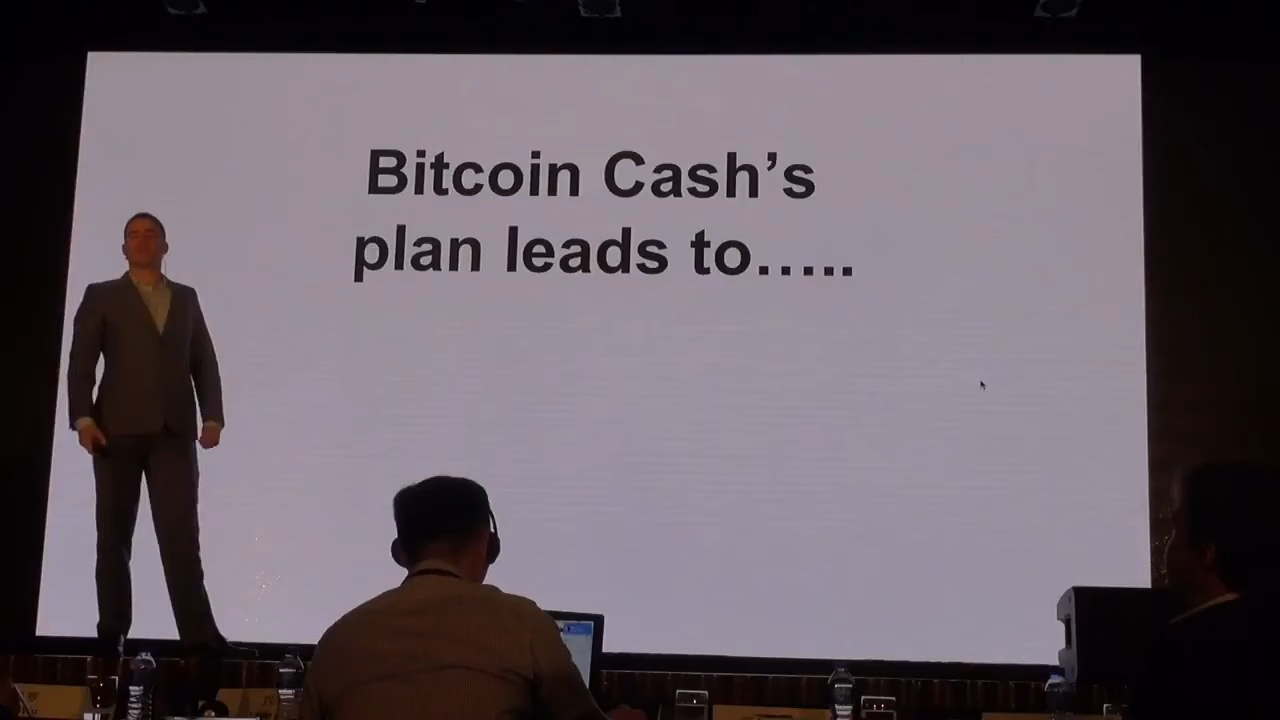 Bitcoin Cash’s
plan leads to.....